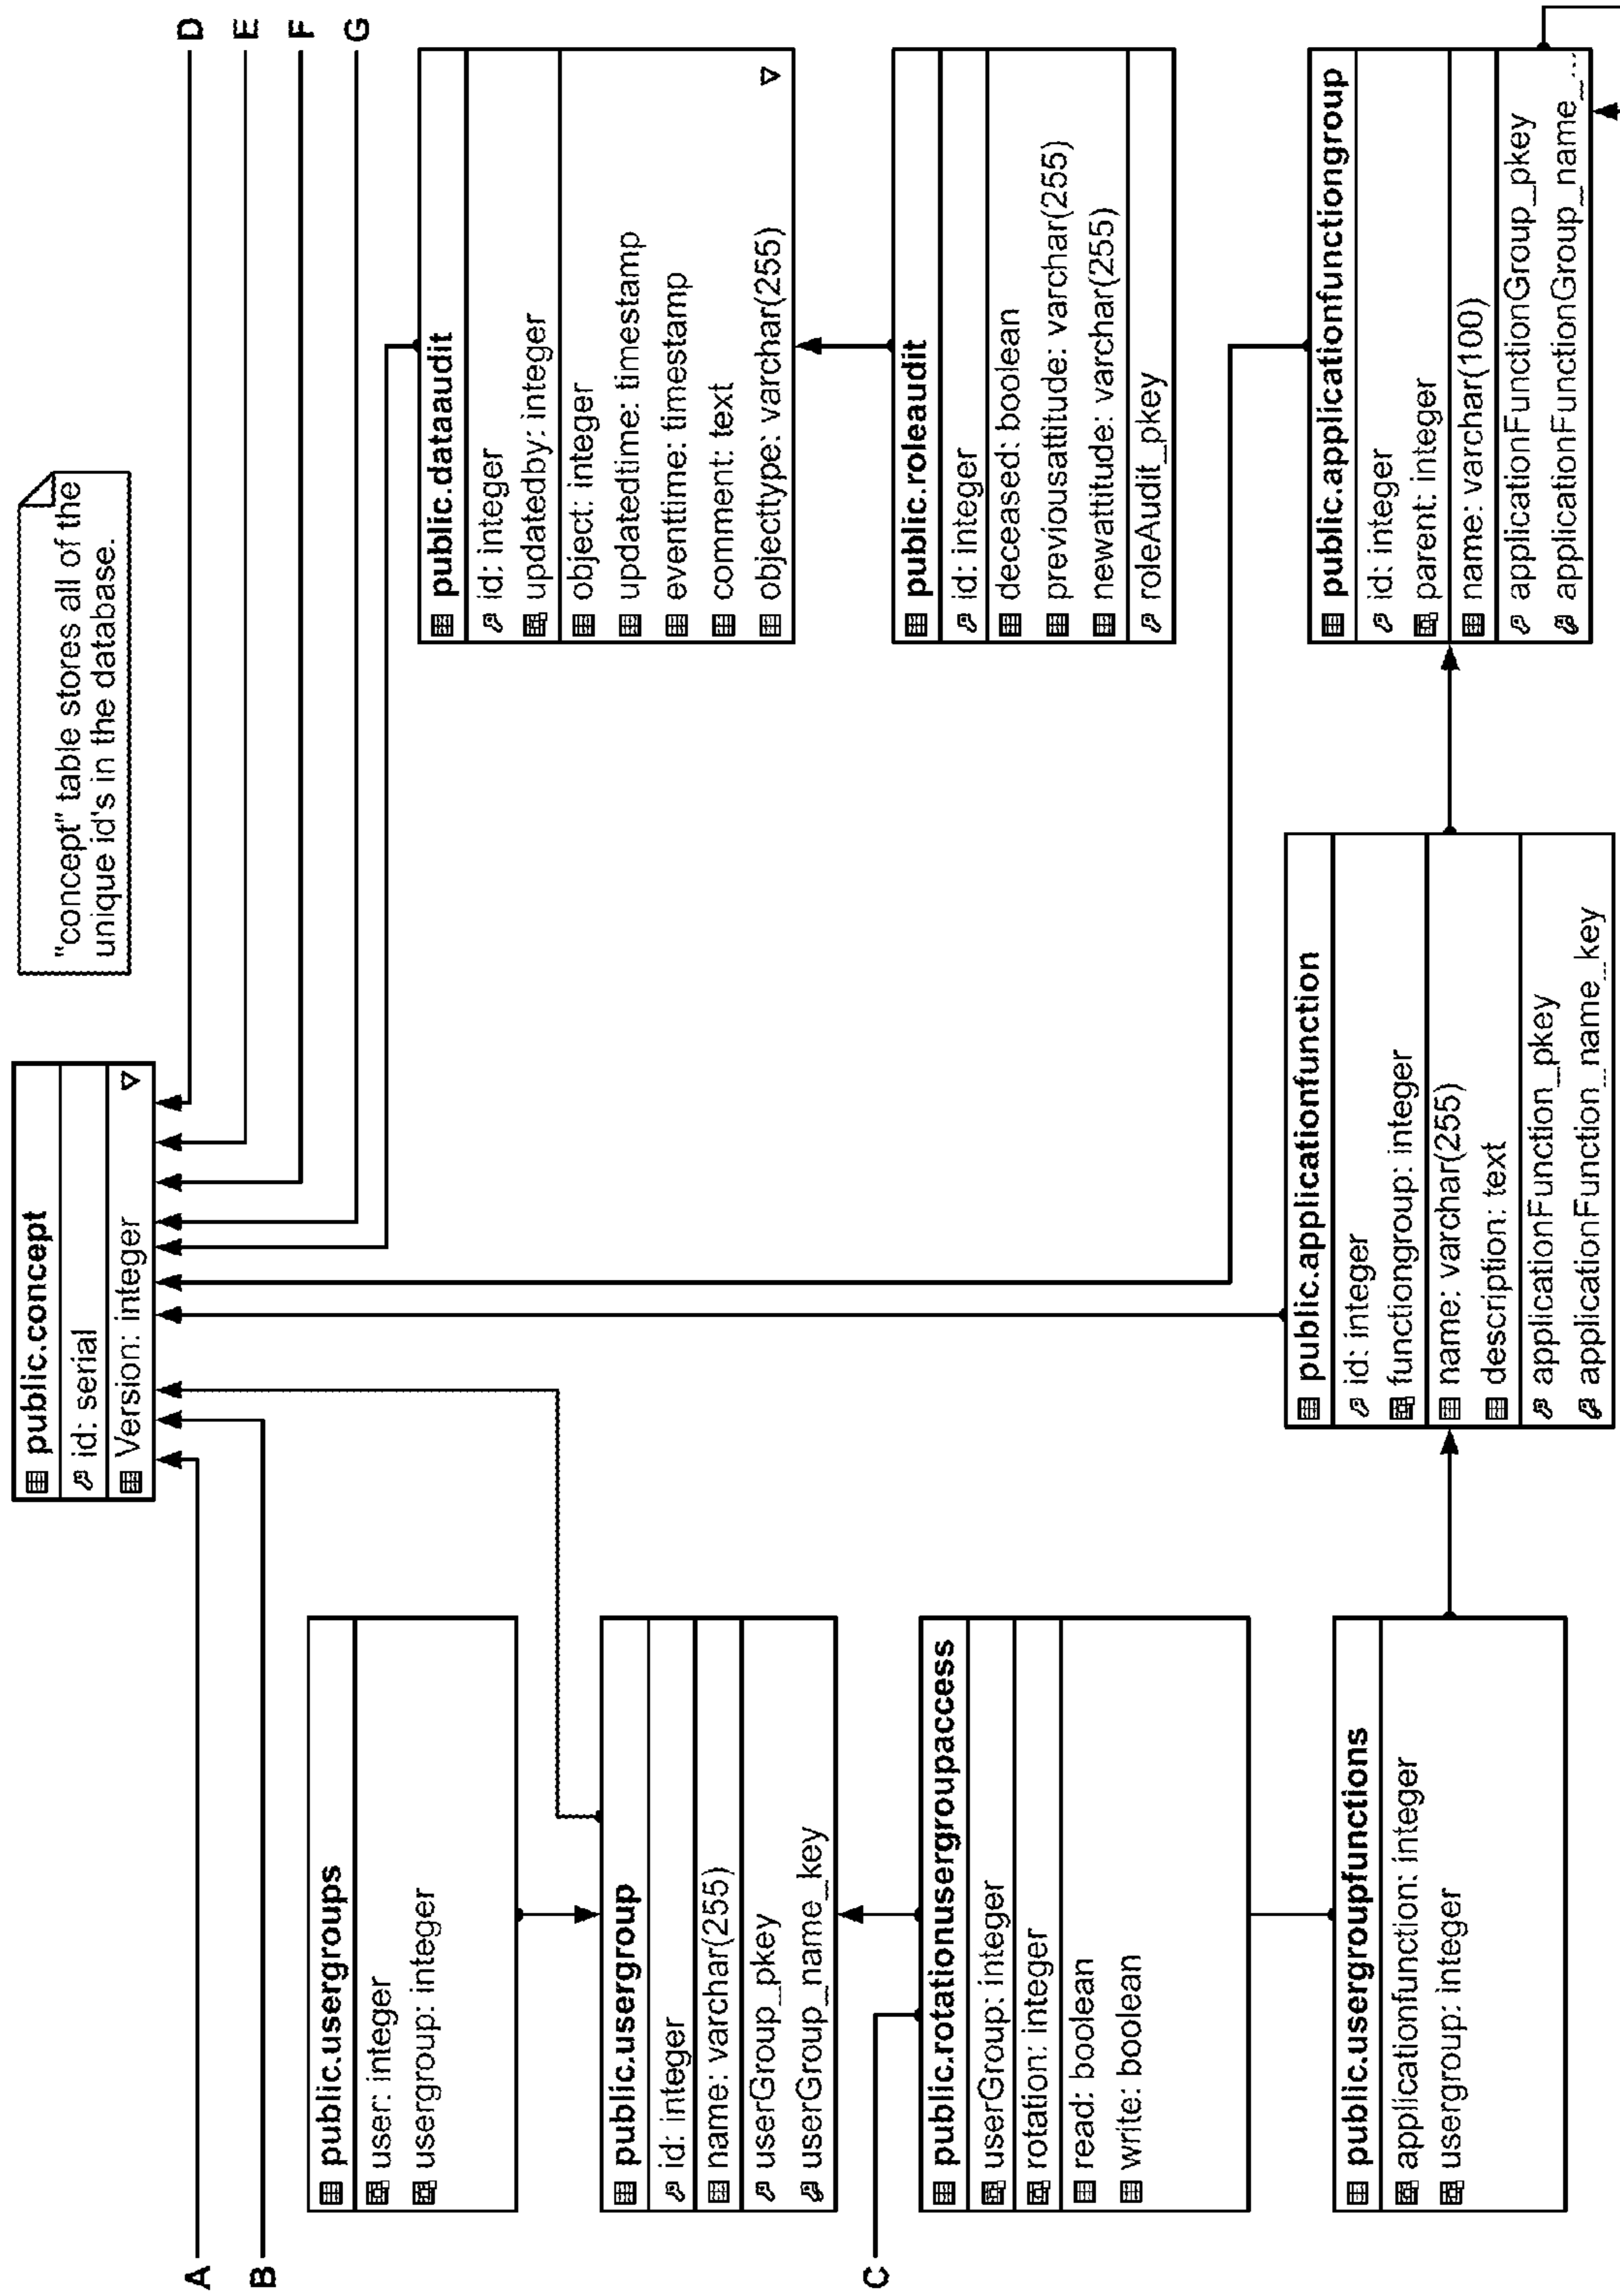 public.concept
id: serial
Version: integer
"concept" table stores all of the
unique id's in the database.
A
B
C
D
E
F
G
public.usergroups
user: integer
usergroup: integer
public.usergroup
id: integer
name: varchar(255)
userGroup_pkey
userGroup_name_key
public.rotationusergroupaccess
userGroup: integer
rotation: integer
read: boolean
write: boolean
public.usergroupfunctions
applicationfunction: integer
usergroup: integer
public.applicationfunction
id: integer
functiongroup: integer
name: varchar(255)
description: text
applicationFunction_pkey
applicationFunction_name_key
public.dataaudit
id: integer
updatedby: integer
object: integer
updatedtime: timestamp
eventtime: timestamp
comment: text
objecttype: varchar(255)
public.roleaudit
id: integer
deceased: boolean
previousattitude: varchar(255)
newattitude: varchar(255)
roleAudit_pkey
public.applicationfunctiongroup
id: integer
parent: integer
name: varchar(100)
applicationFunctionGroup_pkey
applicationFunctionGroup_name_...